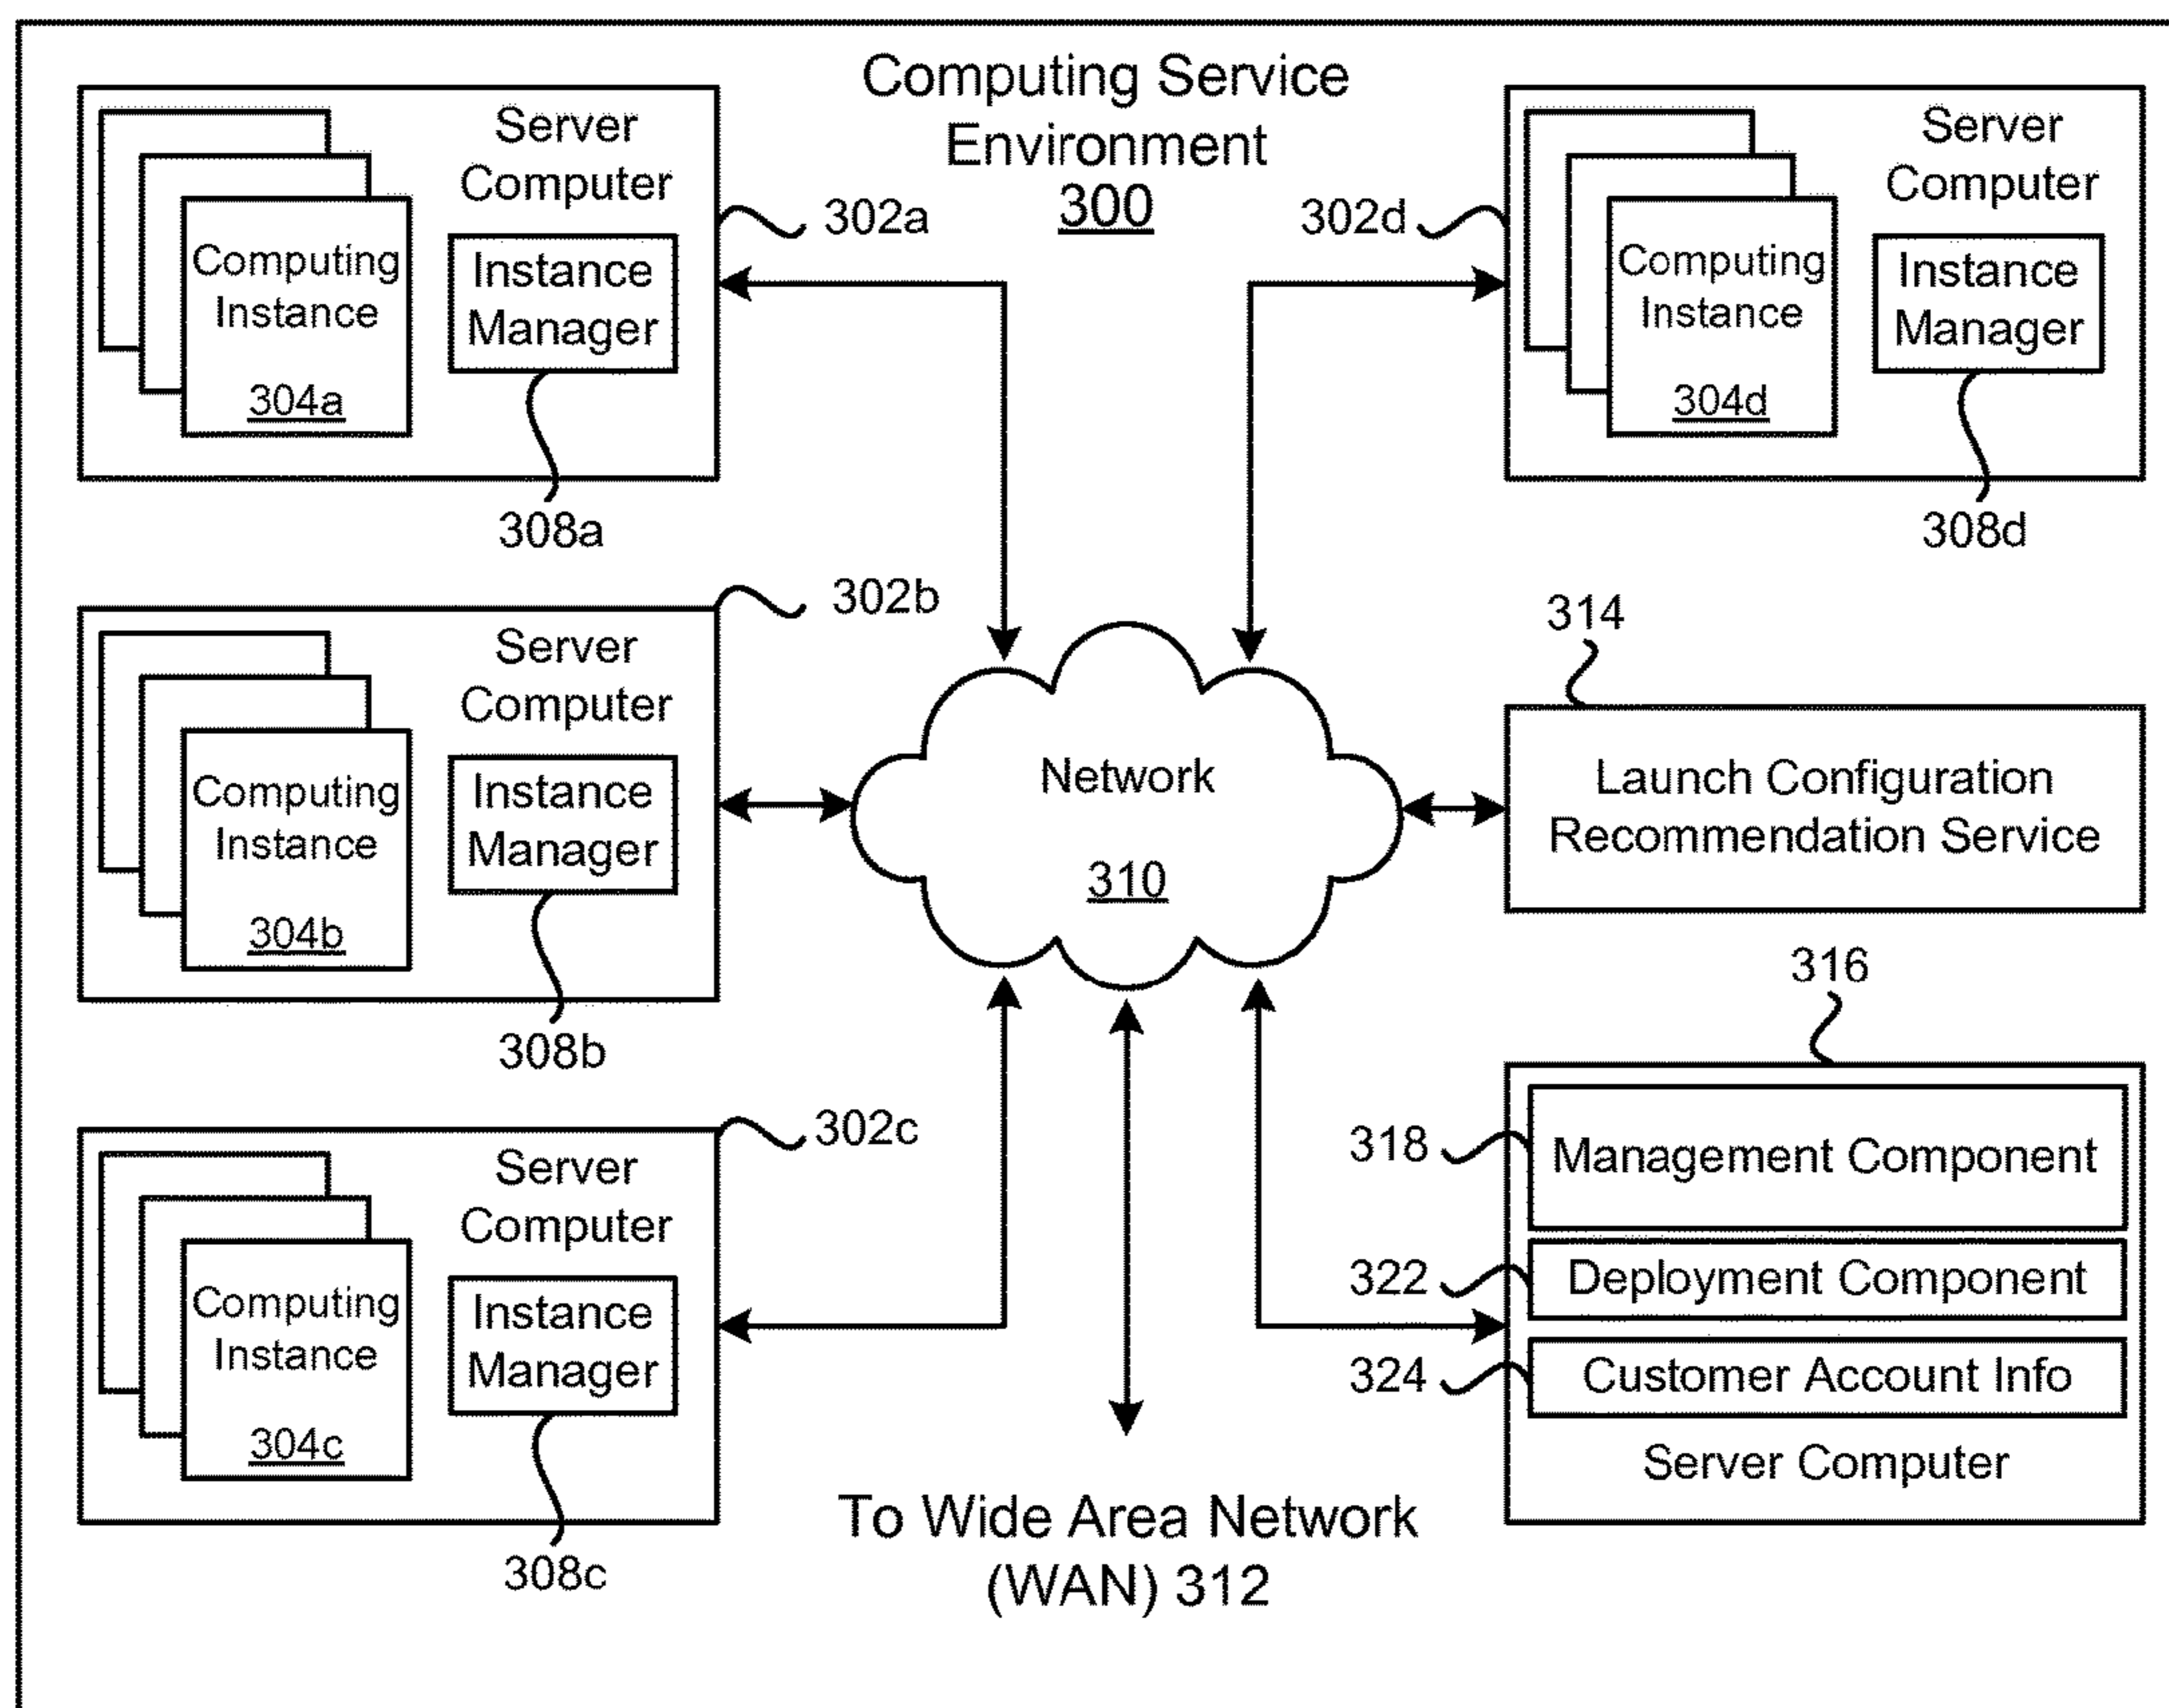 Computing Service
Environment
300
Server
Computer
Computing
Instance
304a
Instance
Manager
302a
308a
Server
Computer
Computing
Instance
304d
Instance
Manager
302d
308d
Server
Computer
Computing
Instance
304b
Instance
Manager
302b
308b
Network
310
314
Launch Configuration
Recommendation Service
Server
Computer
Computing
Instance
304c
Instance
Manager
302c
308c
316
318
Management Component
322
Deployment Component
324
Customer Account Info
Server Computer
To Wide Area Network
(WAN) 312